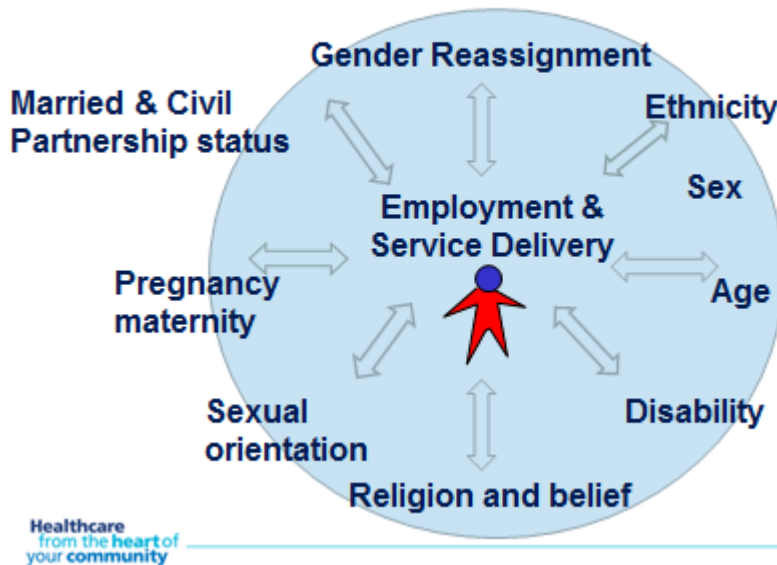 Gender Reassignment
Married & Civil
Partnership status
Ethnicity
Sex
Employment &
Service Delivery
Pregnancy
maternity
Age
Sexual
orientation
Disability
Religion and belief
Healthcare
from the heart of
your community